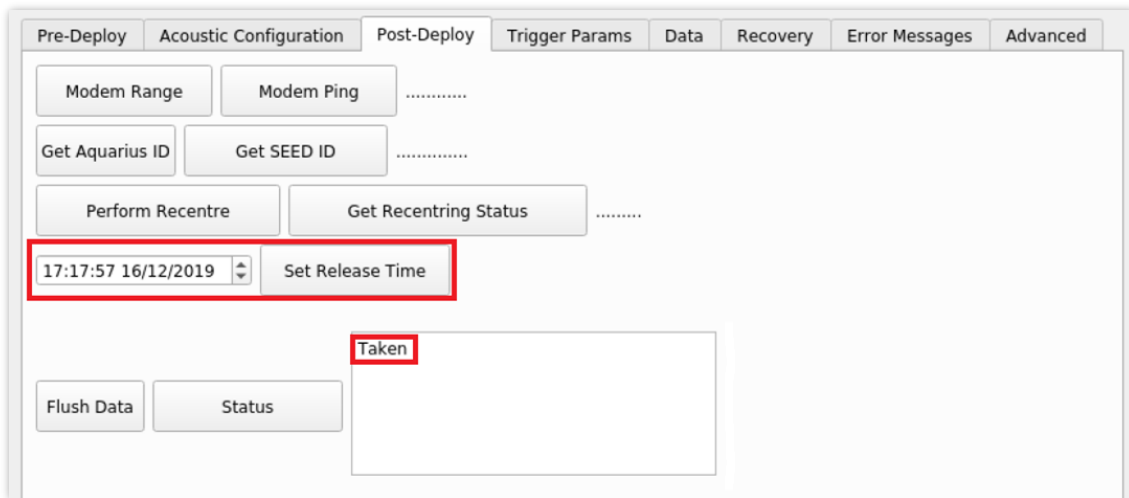 Pre-Deploy Acoustic Configuration Post-Deploy Trigger Params Data Recovery Error Messages Advanced
Modem Range Modem Ping ............
Get Aquarius ID Get SEED ID ..............
Perform Recentre Get Recentring Status .........
17:17:57 16/12/2019 Set Release Time
Taken
Flush Data Status